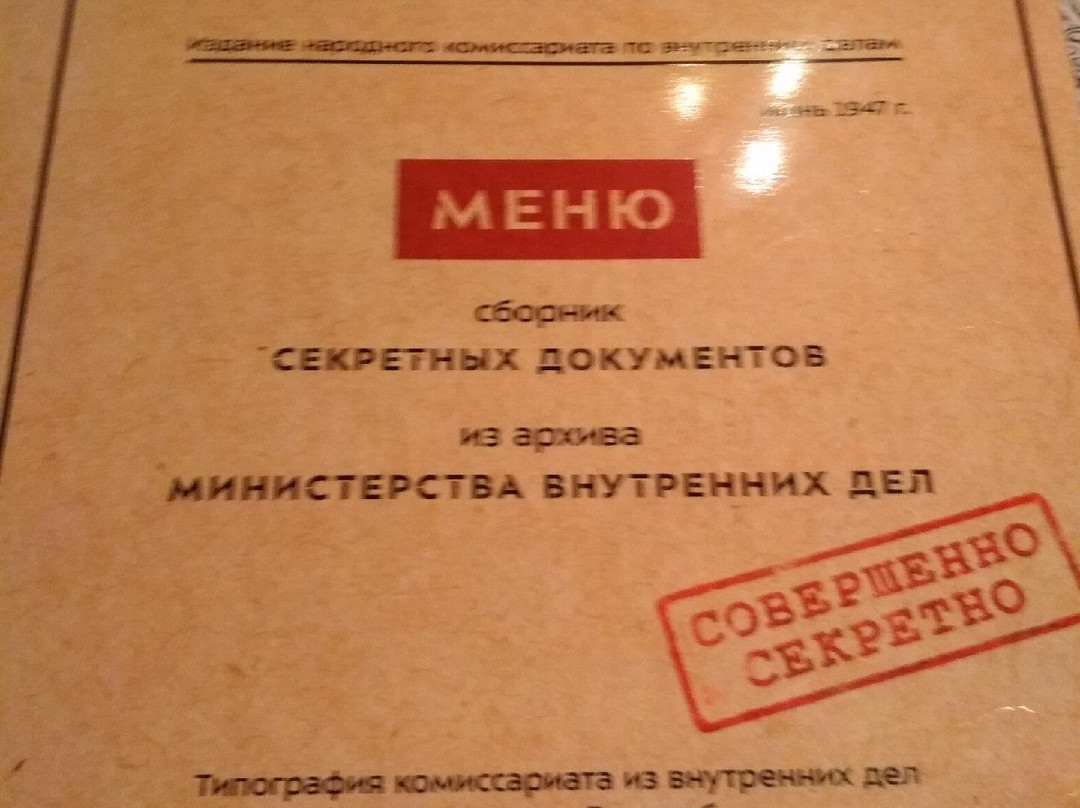 издание народного комиссариата по внутренним делам
июнь 1947 г.
МЕНЮ
сборник
СЕКРЕТНЫХ ДОКУМЕНТОВ
из архива
МИНИСТЕРСТВА ВНУТРЕННИХ ДЕЛ
СОВЕРШЕННО
СЕКРЕТНО
Типография комиссариата из внутренних дел